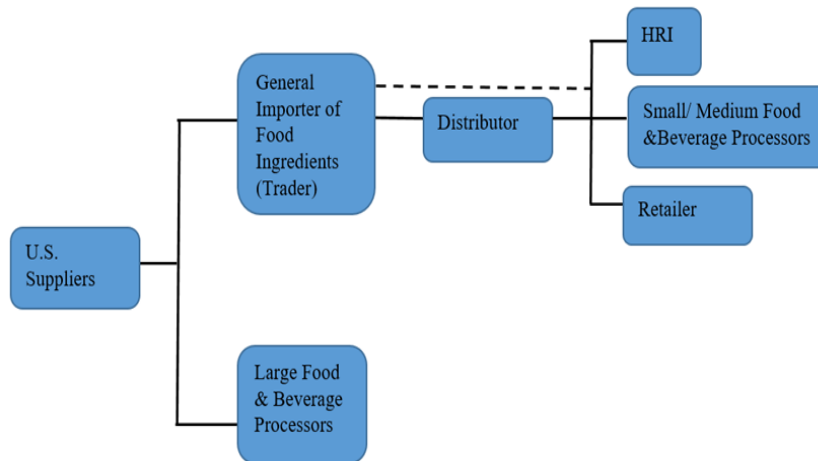 HRI
General
Importer of
Food
Ingredients
(Trader)
Distributor
Small/ Medium Food
&Beverage Processors
Retailer
U.S.
Suppliers
Large Food
& Beverage
Processors